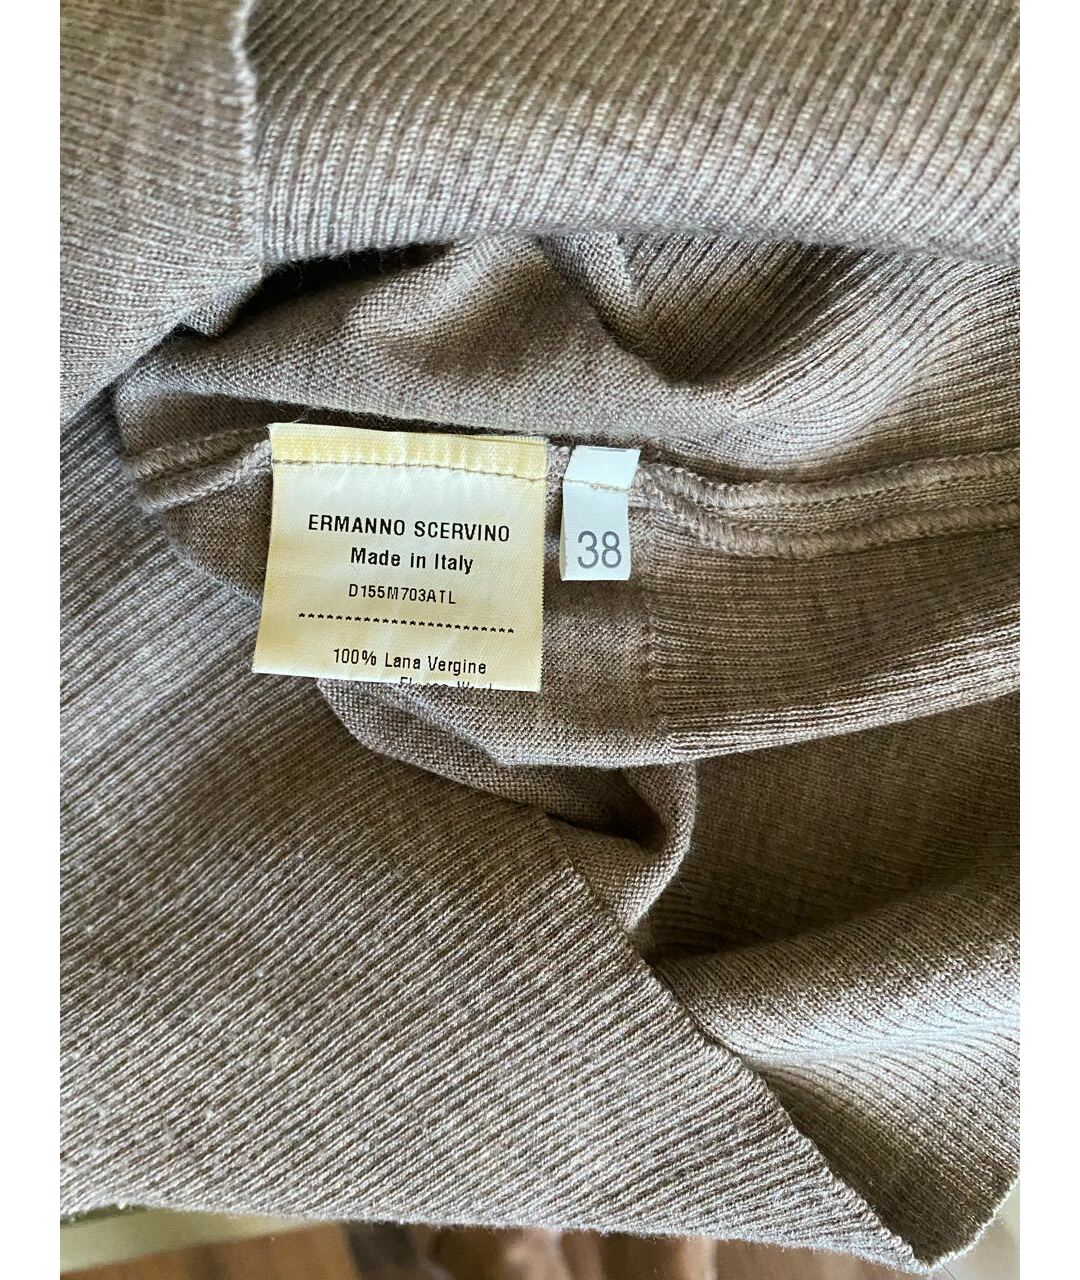 ERMANNO SCERVINO
Made in Italy
D155M703ATL
***********************
100% Lana Vergine
38